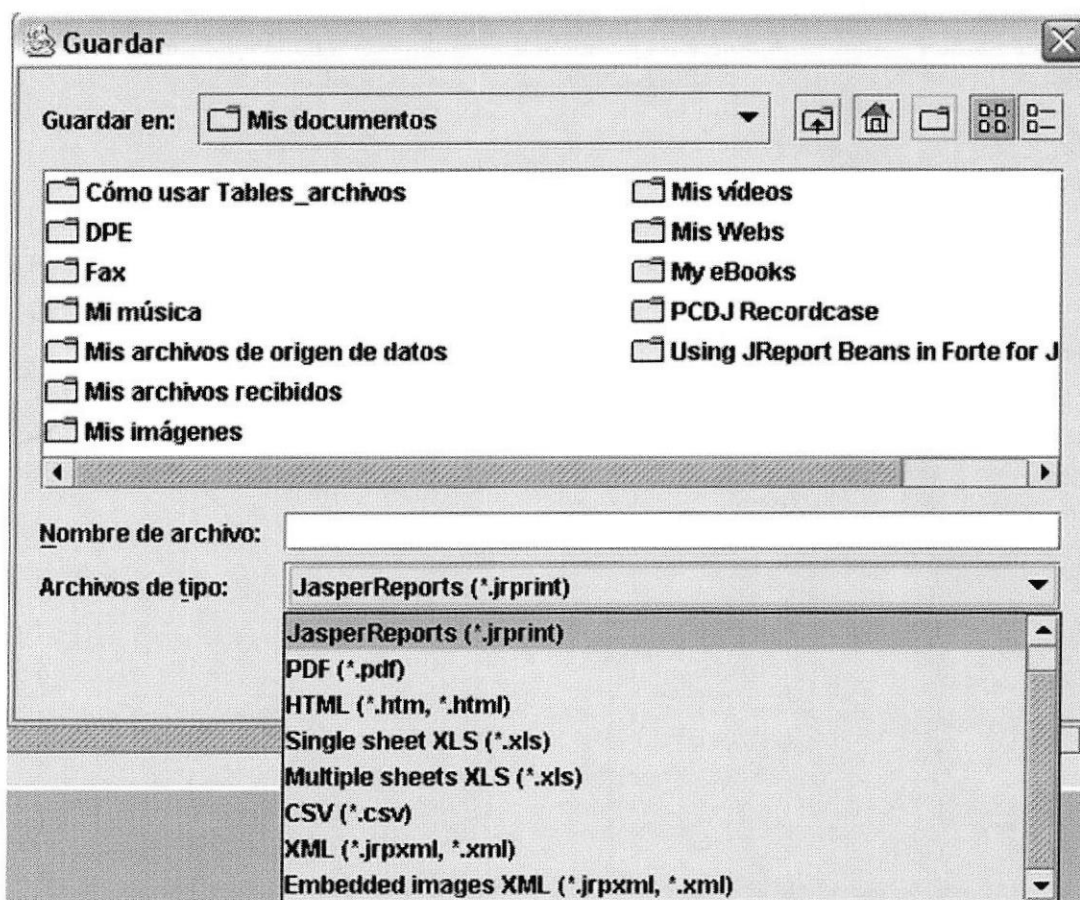 Guardar
Guardar en: Mis documentos
Cómo usar Tables_archivos
DPE
Fax
Mi música
Mis archivos de origen de datos
Mis archivos recibidos
Mis imágenes
Mis vídeos
Mis Webs
My eBooks
PCDJ Recordcase
Using JReport Beans in Forte for J
Nombre de archivo:
Archivos de tipo: JasperReports (*.jrprint)
JasperReports (*.jrprint)
PDF (*.pdf)
HTML (*.htm, *.html)
Single sheet XLS (*.xls)
Multiple sheets XLS (*.xls)
CSV (*.csv)
XML (*.jrpxml, *.xml)
Embedded images XML (*.jrpxml, *.xml)